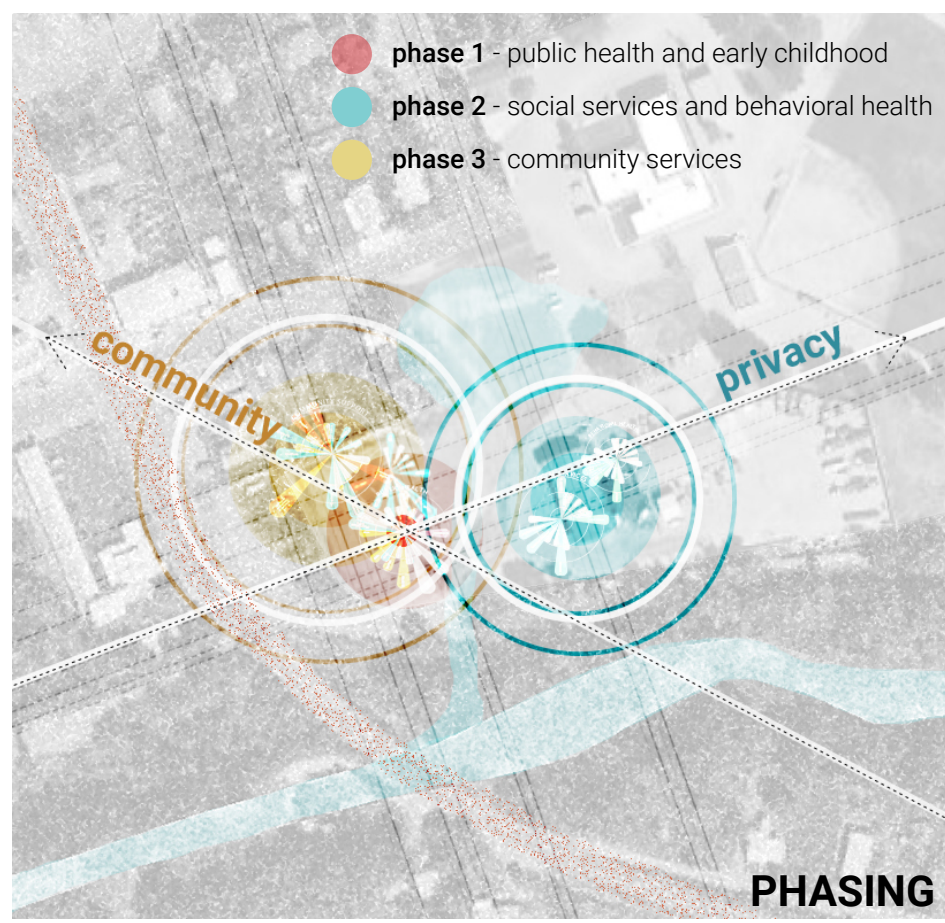 phase 1 - public health and early childhood
phase 2 - social services and behavioral health
phase 3 - community services
community
privacy
PHASING